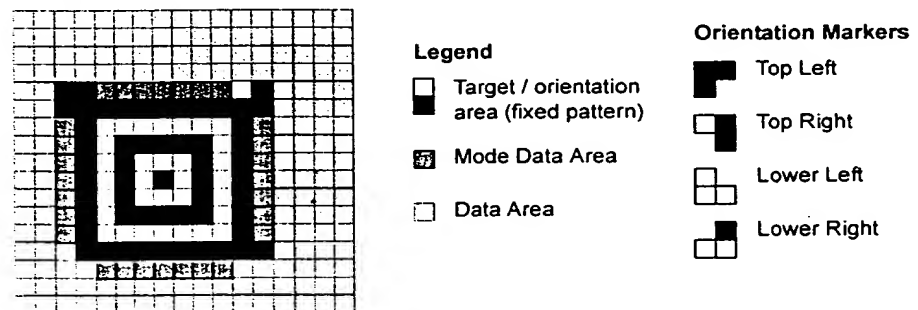 Legend
Target / orientation
area (fixed pattern)
Mode Data Area
Data Area
Orientation Markers
Top Left
Top Right
Lower Left
Lower Right